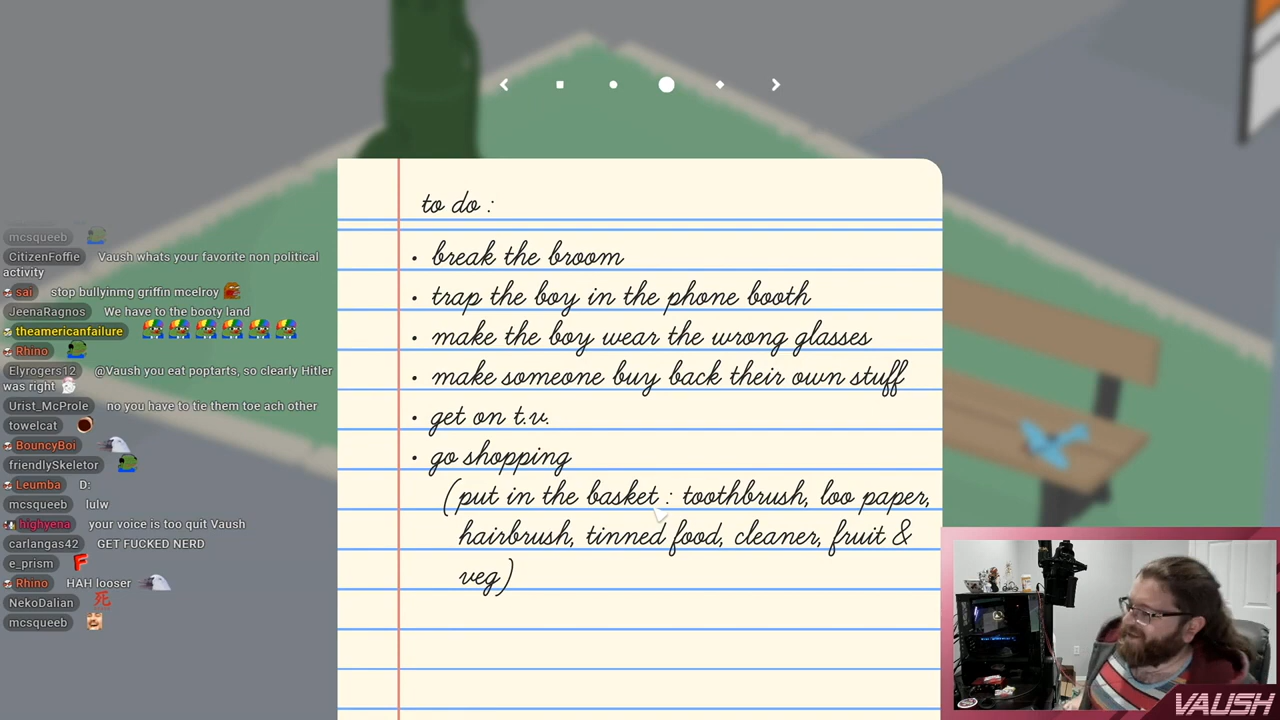 to do :
• break the broom
• trap the boy in the phone booth
• make the boy wear the wrong glasses
• make someone buy back their own stuff
• get on t.v.
• go shopping
(put in the basket : toothbrush, loo paper,
hairbrush, tinned food, cleaner, fruit &
veg)
mcsqueeb
CitizenFoffie Vaush whats your favorite non political
activity
sai stop bullyinmg griffin mcelroy
JeenaRagnos We have to the booty land
theamericanfailure
Rhino
Elyrogers12 @Vaush you eat poptarts, so clearly Hitler
was right
Urist_McProle no you have to tie them toe ach other
towelcat
BouncyBoi
friendlySkeletor
Leumba D:
mcsqueeb lulw
highyena your voice is too quit Vaush
carlangas42 GET FUCKED NERD
e_prism F
Rhino HAH looser
NekoDalian 死
mcsqueeb
VAUSH